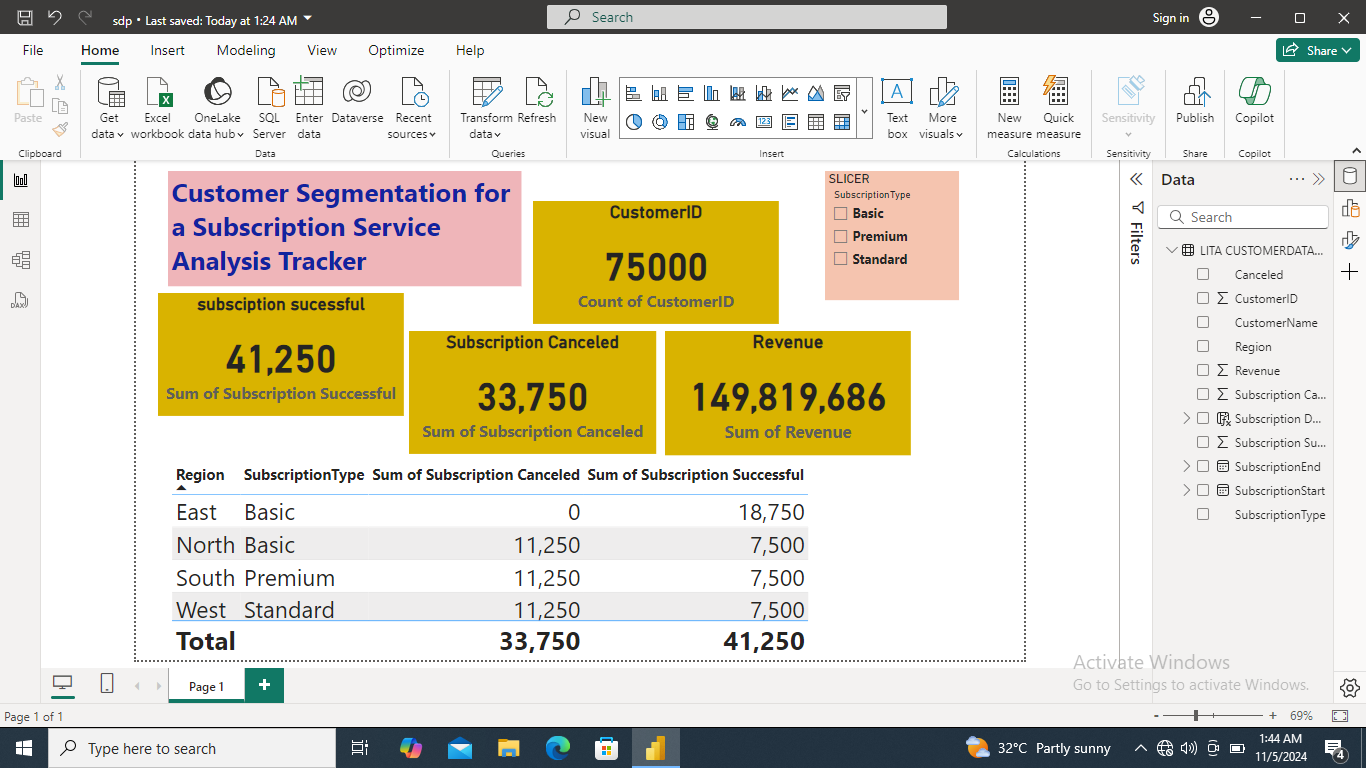 sdp • Last saved: Today at 1:24 AM
Search
Sign in
File Home Insert Modeling View Optimize Help
Share
Paste
Get data
Excel workbook
OneLake data hub
SQL Server
Enter data
Dataverse
Recent sources
Transform data
Refresh
New visual
Text box
More visuals
New measure
Quick measure
Sensitivity
Publish
Copilot
Clipboard
Data
Queries
Insert
Calculations
Sensitivity
Share
Copilot
Customer Segmentation for
a Subscription Service
Analysis Tracker
CustomerID
75000
Count of CustomerID
SLICER
SubscriptionType
Basic
Premium
Standard
subsciption sucessful
41,250
Sum of Subscription Successful
Subscription Canceled
33,750
Sum of Subscription Canceled
Revenue
149,819,686
Sum of Revenue
Region SubscriptionType Sum of Subscription Canceled Sum of Subscription Successful
East Basic 0 18,750
North Basic 11,250 7,500
South Premium 11,250 7,500
West Standard 11,250 7,500
Total 33,750 41,250
Filters
Data
Search
LITA CUSTOMERDATA...
Canceled
CustomerID
CustomerName
Region
Revenue
Subscription Ca...
Subscription D...
Subscription Su...
SubscriptionEnd
SubscriptionStart
SubscriptionType
Activate Windows
Go to Settings to activate Windows.
Page 1
Page 1 of 1
69%
Type here to search
32°C Partly sunny
1:44 AM
11/5/2024
4